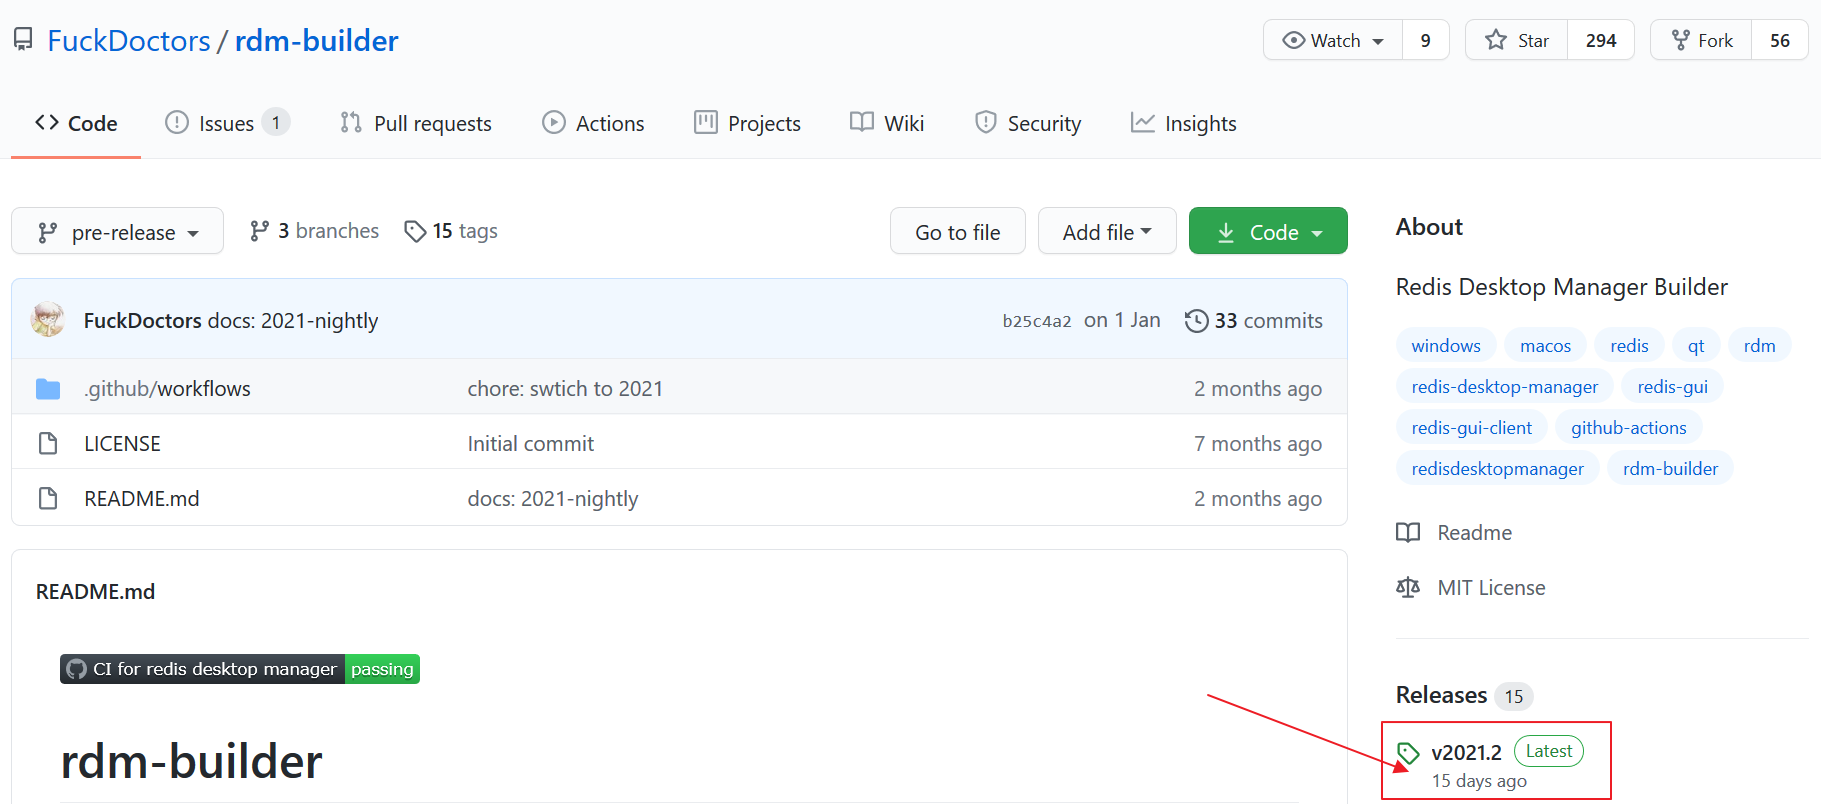 FuckDoctors / rdm-builder
Watch 9 Star 294 Fork 56
Code Issues 1 Pull requests Actions Projects Wiki Security Insights
pre-release 3 branches 15 tags Go to file Add file Code
FuckDoctors docs: 2021-nightly b25c4a2 on 1 Jan 33 commits
.github/workflows chore: swtich to 2021 2 months ago
LICENSE Initial commit 7 months ago
README.md docs: 2021-nightly 2 months ago
README.md
CI for redis desktop manager passing
rdm-builder
About
Redis Desktop Manager Builder
windows macos redis qt rdm
redis-desktop-manager redis-gui
redis-gui-client github-actions
redisdesktopmanager rdm-builder
Readme
MIT License
Releases 15
v2021.2 Latest
15 days ago